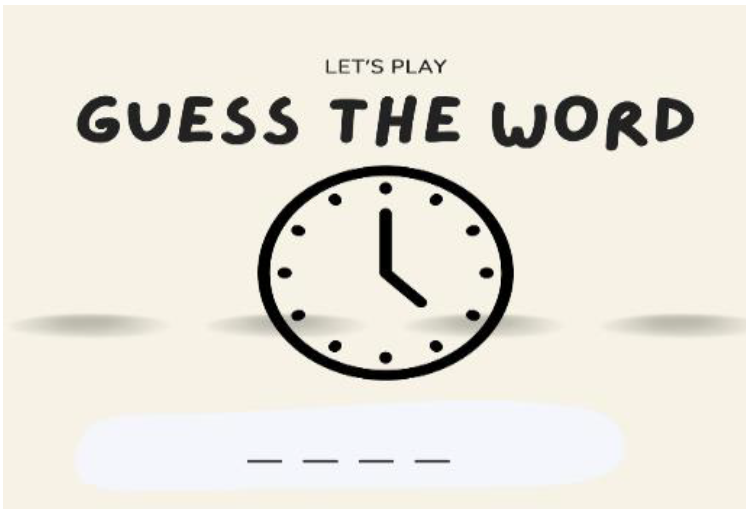 LET'S PLAY
GUESS THE WORD
_ _ _ _